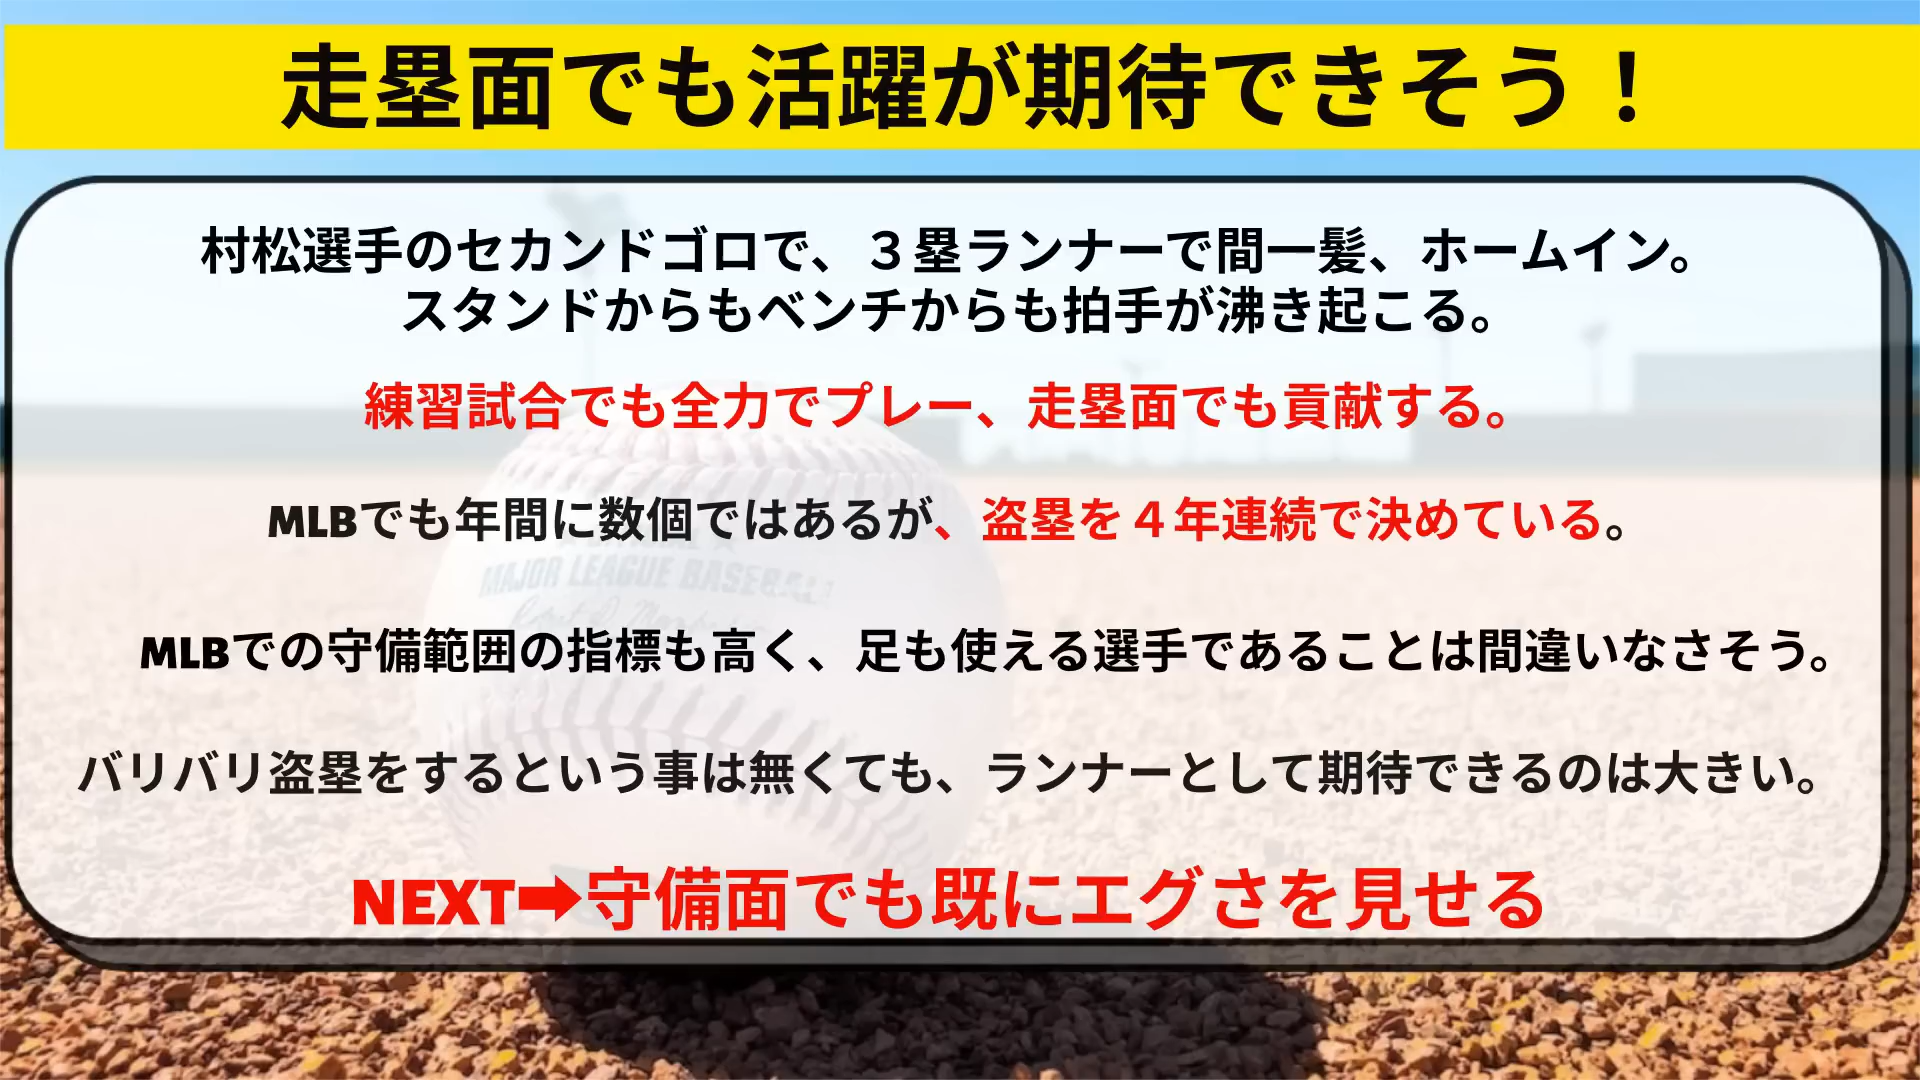 走塁面でも活躍が期待できそう！
村松選手のセカンドゴロで、３塁ランナーで間一髪、ホームイン。
スタンドからもベンチからも拍手が沸き起こる。
練習試合でも全力でプレー、走塁面でも貢献する。
MLBでも年間に数個ではあるが、盗塁を４年連続で決めている。
MAJOR LEAGUE BASEBALL
MLBでの守備範囲の指標も高く、足も使える選手であることは間違いなさそう。
バリバリ盗塁をするという事は無くても、ランナーとして期待できるのは大きい。
NEXT➡守備面でも既にエグさを見せる